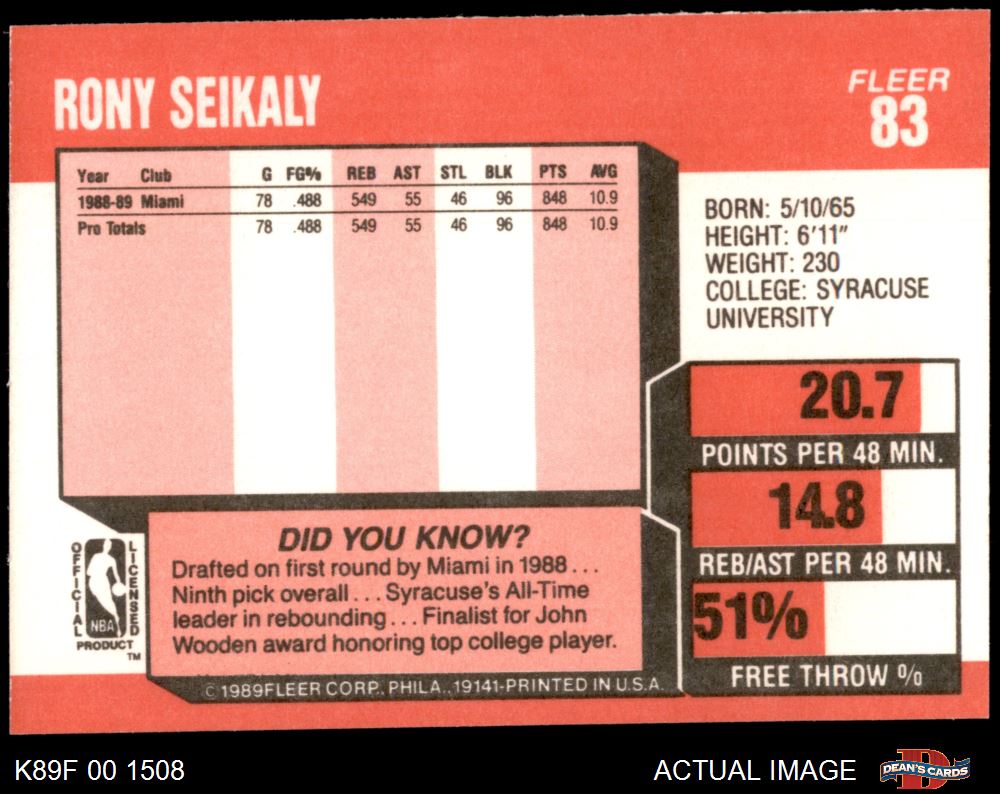 RONY SEIKALY
FLEER
83
Year Club G FG% REB AST STL BLK PTS AVG
1988-89 Miami 78 .488 549 55 46 96 848 10.9
Pro Totals 78 .488 549 55 46 96 848 10.9
BORN: 5/10/65
HEIGHT: 6'11"
WEIGHT: 230
COLLEGE: SYRACUSE
UNIVERSITY
20.7
POINTS PER 48 MIN.
14.8
REB/AST PER 48 MIN.
51%
FREE THROW %
DID YOU KNOW?
Drafted on first round by Miami in 1988...
Ninth pick overall... Syracuse's All-Time
leader in rebounding... Finalist for John
Wooden award honoring top college player.
OFFICIAL
LICENSED
NBA
PRODUCT
TM
© 1989 FLEER CORP., PHILA., 19141-PRINTED IN U.S.A.
K89F 00 1508
ACTUAL IMAGE
D
DEAN'S CARDS